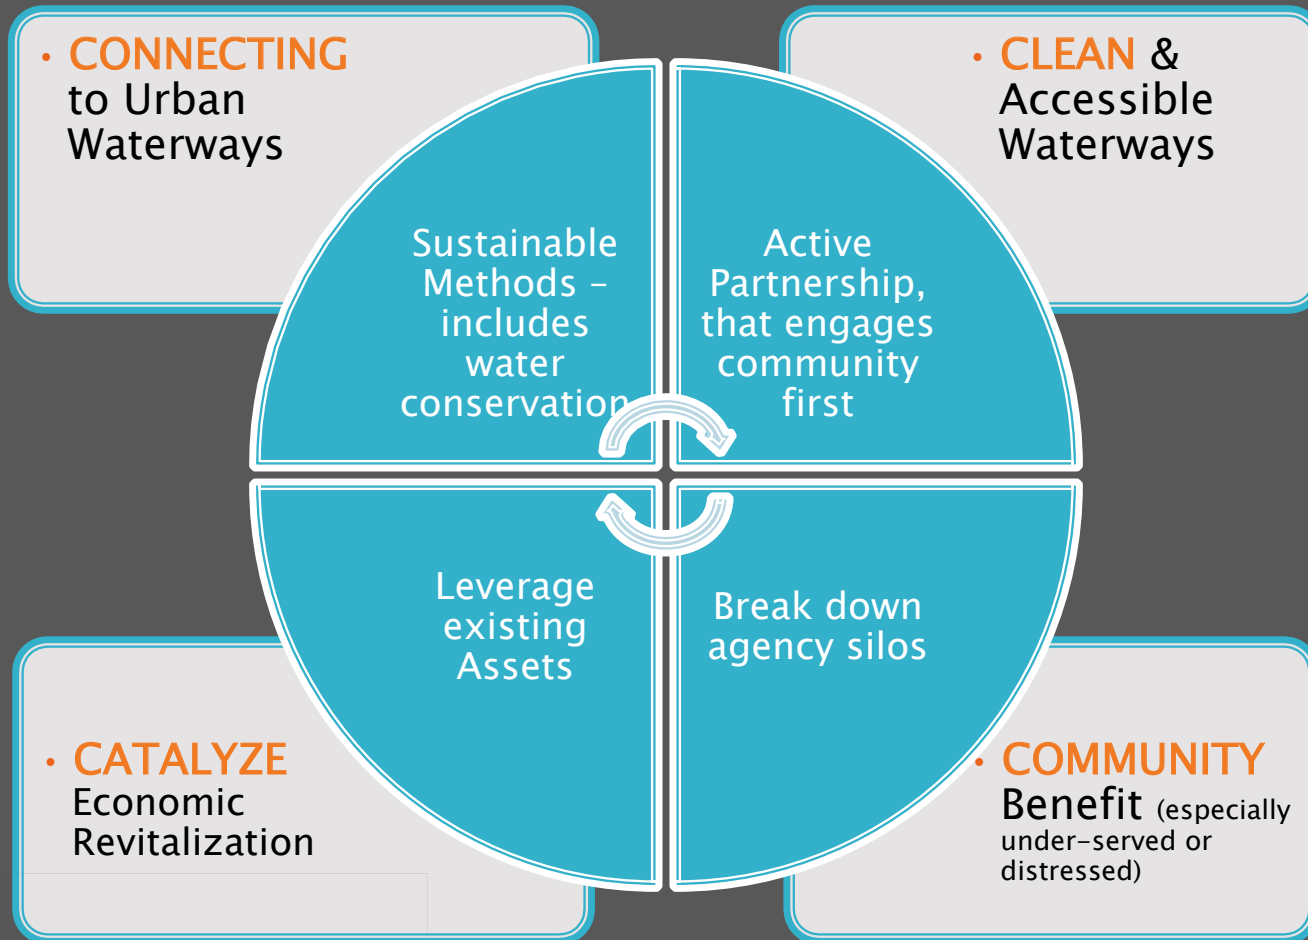 • CONNECTING
to Urban
Waterways
• CLEAN &
Accessible
Waterways
Sustainable
Methods –
includes
water
conservation
Active
Partnership,
that engages
community
first
Leverage
existing
Assets
Break down
agency silos
• CATALYZE
Economic
Revitalization
• COMMUNITY
Benefit (especially
under-served or
distressed)